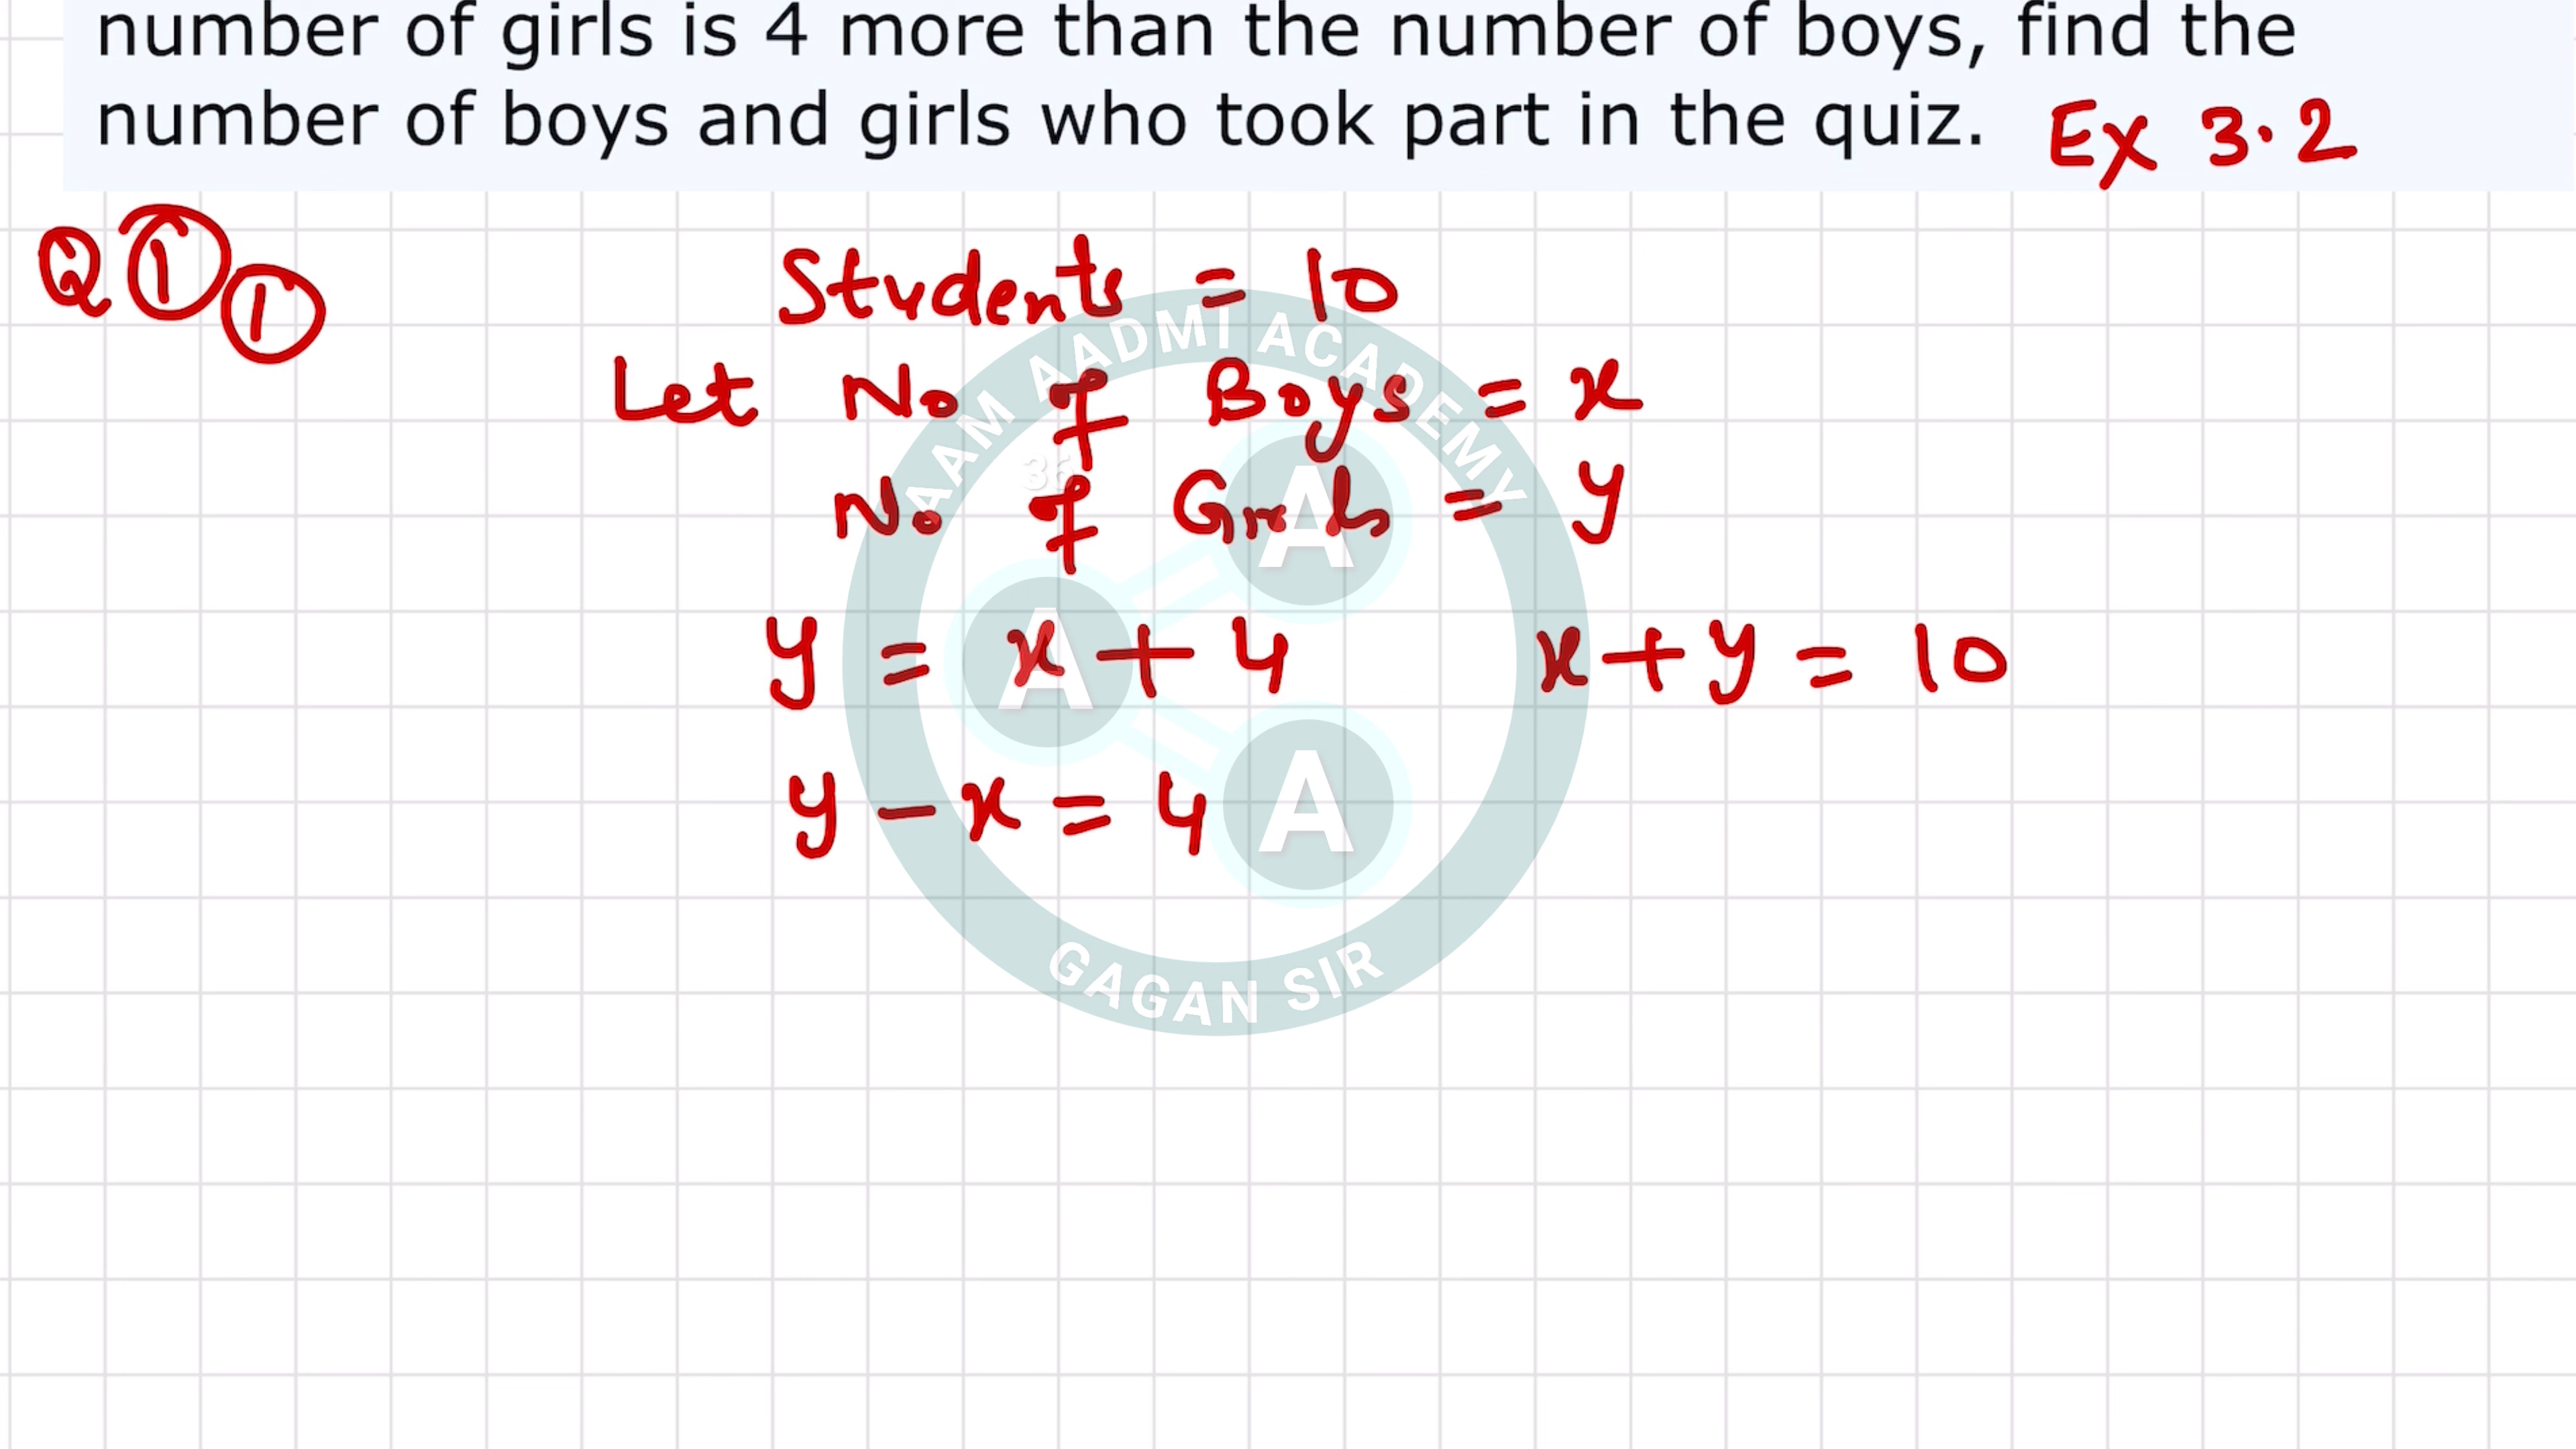 number of girls is 4 more than the number of boys, find the
number of boys and girls who took part in the quiz. Ex 3.2
Q 1 1
Students = 10
Let No of Boys = x
No of Girls = y
y = x + 4 x + y = 10
y - x = 4
AAM AADMI ACADEMY
36
A
A
A
GAGAN SIR